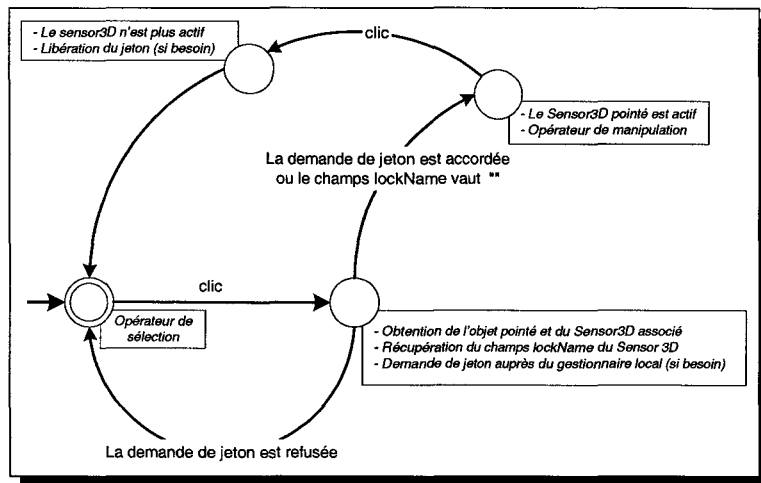 - Le sensor3D n'est plus actif
- Libération du jeton (si besoin)
clic
- Le Sensor3D pointé est actif
- Opérateur de manipulation
La demande de jeton est accordée
ou le champs lockName vaut ""
clic
Opérateur de
sélection
- Obtention de l'objet pointé et du Sensor3D associé
- Récupération du champs lockName du Sensor 3D
- Demande de jeton auprès du gestionnaire local (si besoin)
La demande de jeton est refusée